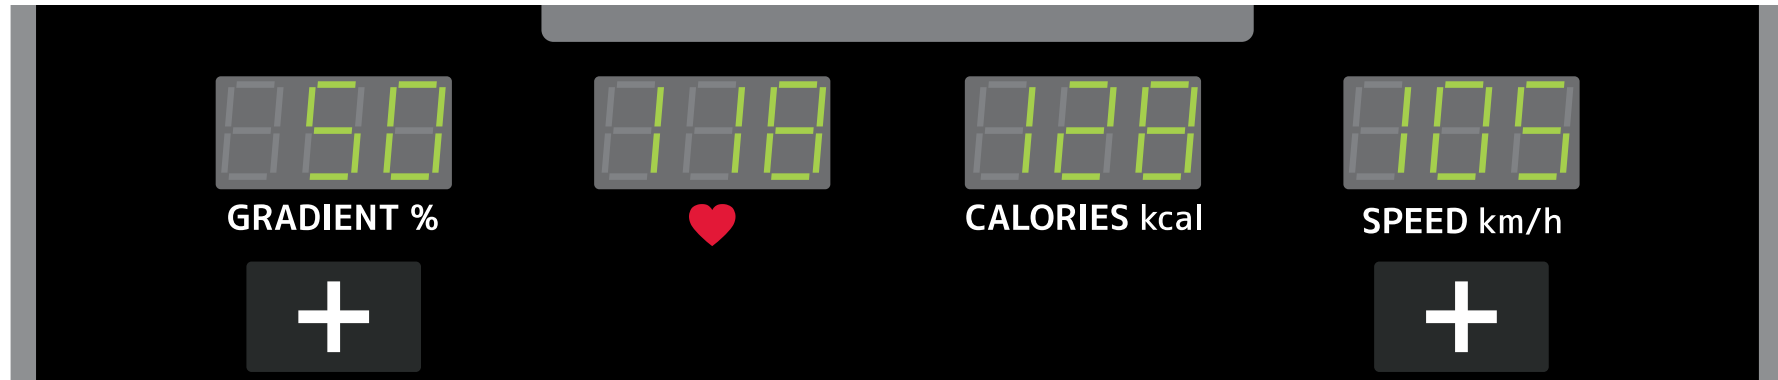 50 118 128 105
GRADIENT % CALORIES kcal SPEED km/h
+ +